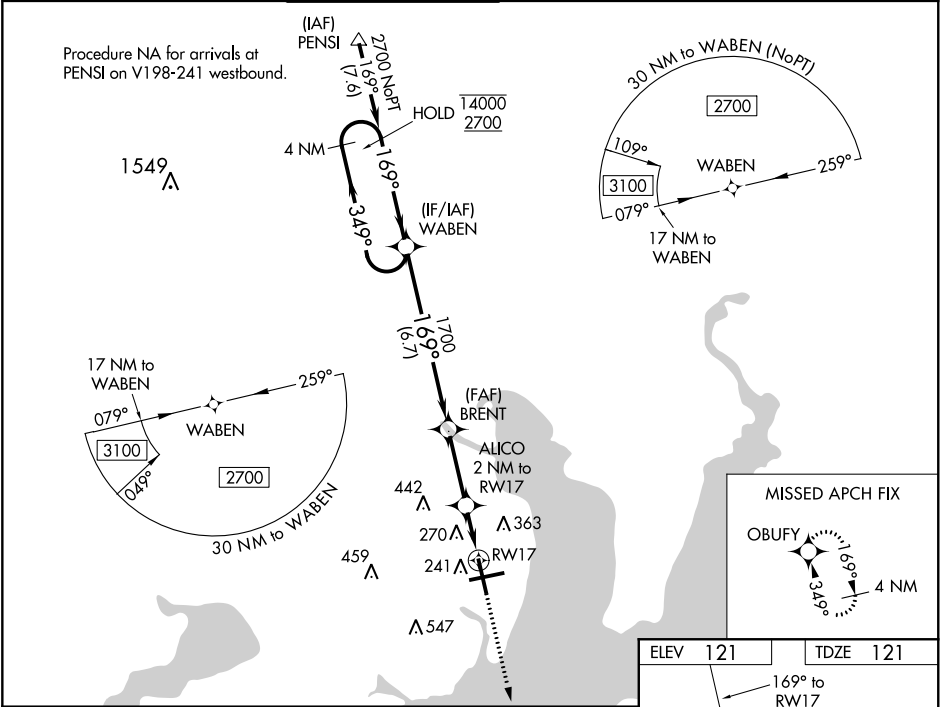 Procedure NA for arrivals at
PENSI on V198-241 westbound.
(IAF)
PENSI
2700 NoPT
169°
(7.6)
HOLD
14000
2700
4 NM
169°
349°
1549
(IF/IAF)
WABEN
1700
169°
(6.7)
(FAF)
BRENT
ALICO
2 NM to
RW17
442
363
270
241
RW17
459
547
30 NM to WABEN (NoPT)
2700
109°
3100
WABEN
259°
079°
17 NM to
WABEN
17 NM to
WABEN
259°
079°
WABEN
3100
2700
049°
30 NM to WABEN
MISSED APCH FIX
OBUFY
169°
349°
4 NM
ELEV 121
TDZE 121
169° to
RW17